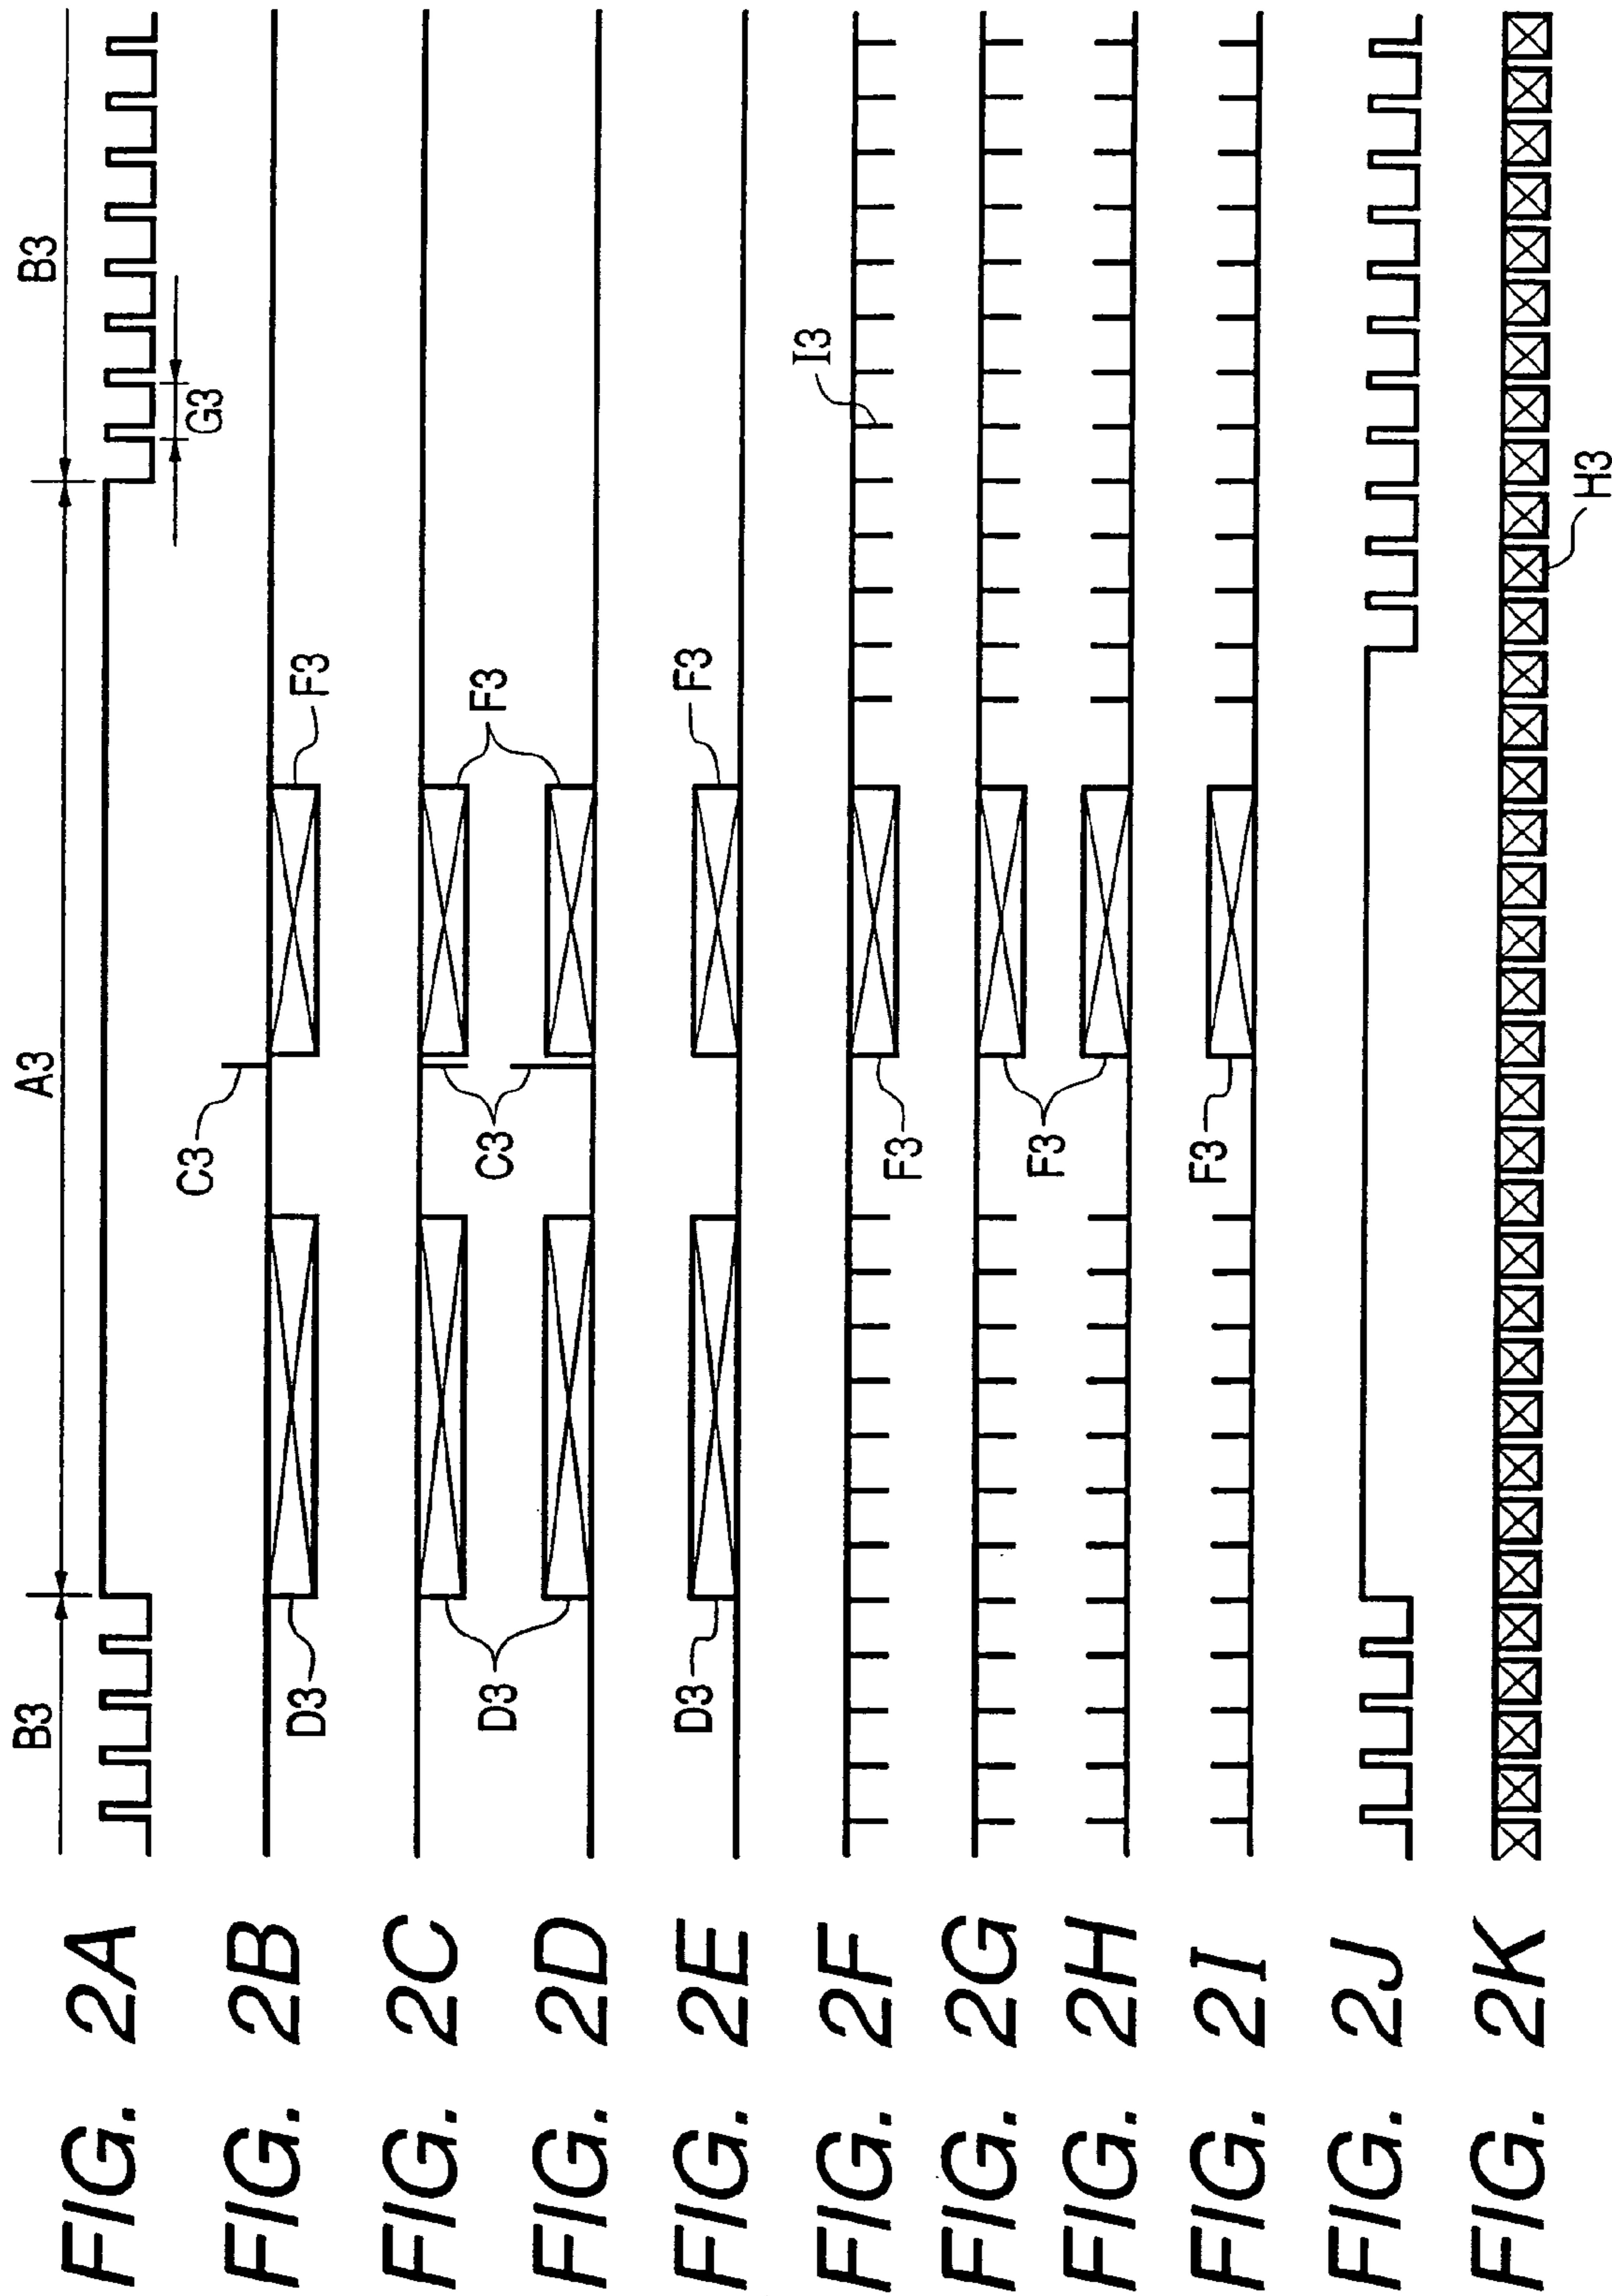 FIG. 2A
B3
A3
B3
G3
FIG. 2B
D3
C3
F3
FIG. 2C
D3
C3
F3
FIG. 2D
FIG. 2E
D3
F3
FIG. 2F
F3
I3
FIG. 2G
F3
FIG. 2H
FIG. 2I
F3
FIG. 2J
FIG. 2K
H3